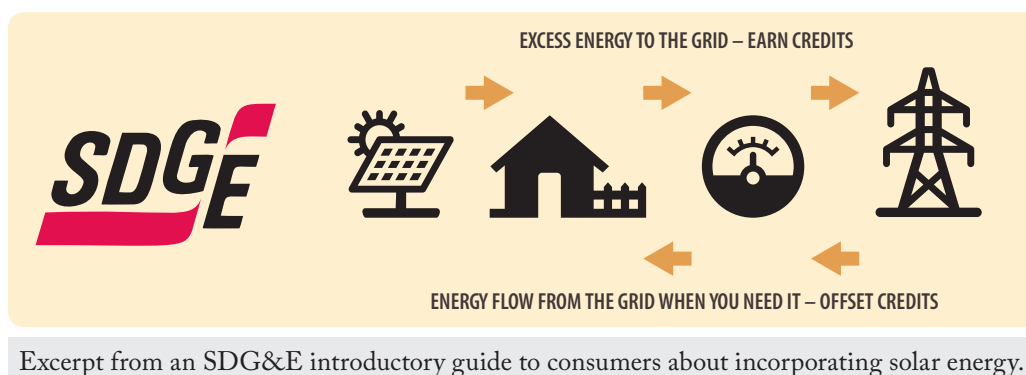 EXCESS ENERGY TO THE GRID – EARN CREDITS
SDGE
ENERGY FLOW FROM THE GRID WHEN YOU NEED IT – OFFSET CREDITS
Excerpt from an SDG&E introductory guide to consumers about incorporating solar energy.